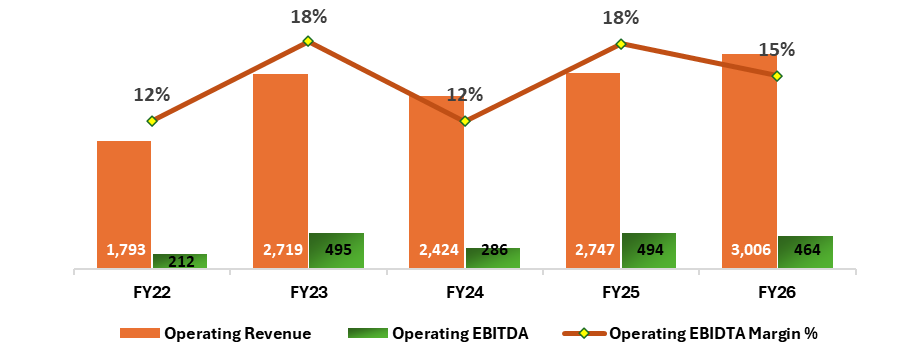 18%
18%
15%
12%
12%
1,793
212
2,719
495
2,424
286
2,747
494
3,006
464
FY22
FY23
FY24
FY25
FY26
Operating Revenue
Operating EBITDA
Operating EBIDTA Margin %